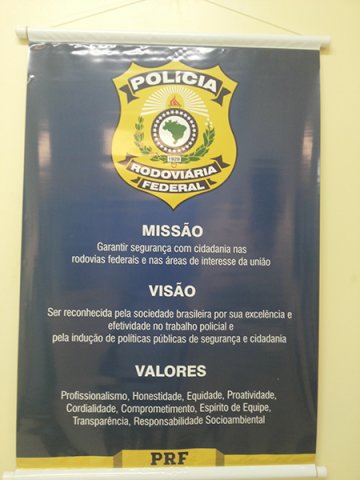 POLÍCIA
1928
RODOVIÁRIA
FEDERAL
MISSÃO
Garantir segurança com cidadania nas
rodovias federais e nas áreas de interesse da união
VISÃO
Ser reconhecida pela sociedade brasileira por sua excelência e
efetividade no trabalho policial e
pela indução de políticas públicas de segurança e cidadania
VALORES
Profissionalismo, Honestidade, Equidade, Proatividade,
Cordialidade, Comprometimento, Espírito de Equipe,
Transparência, Responsabilidade Socioambiental
PRF